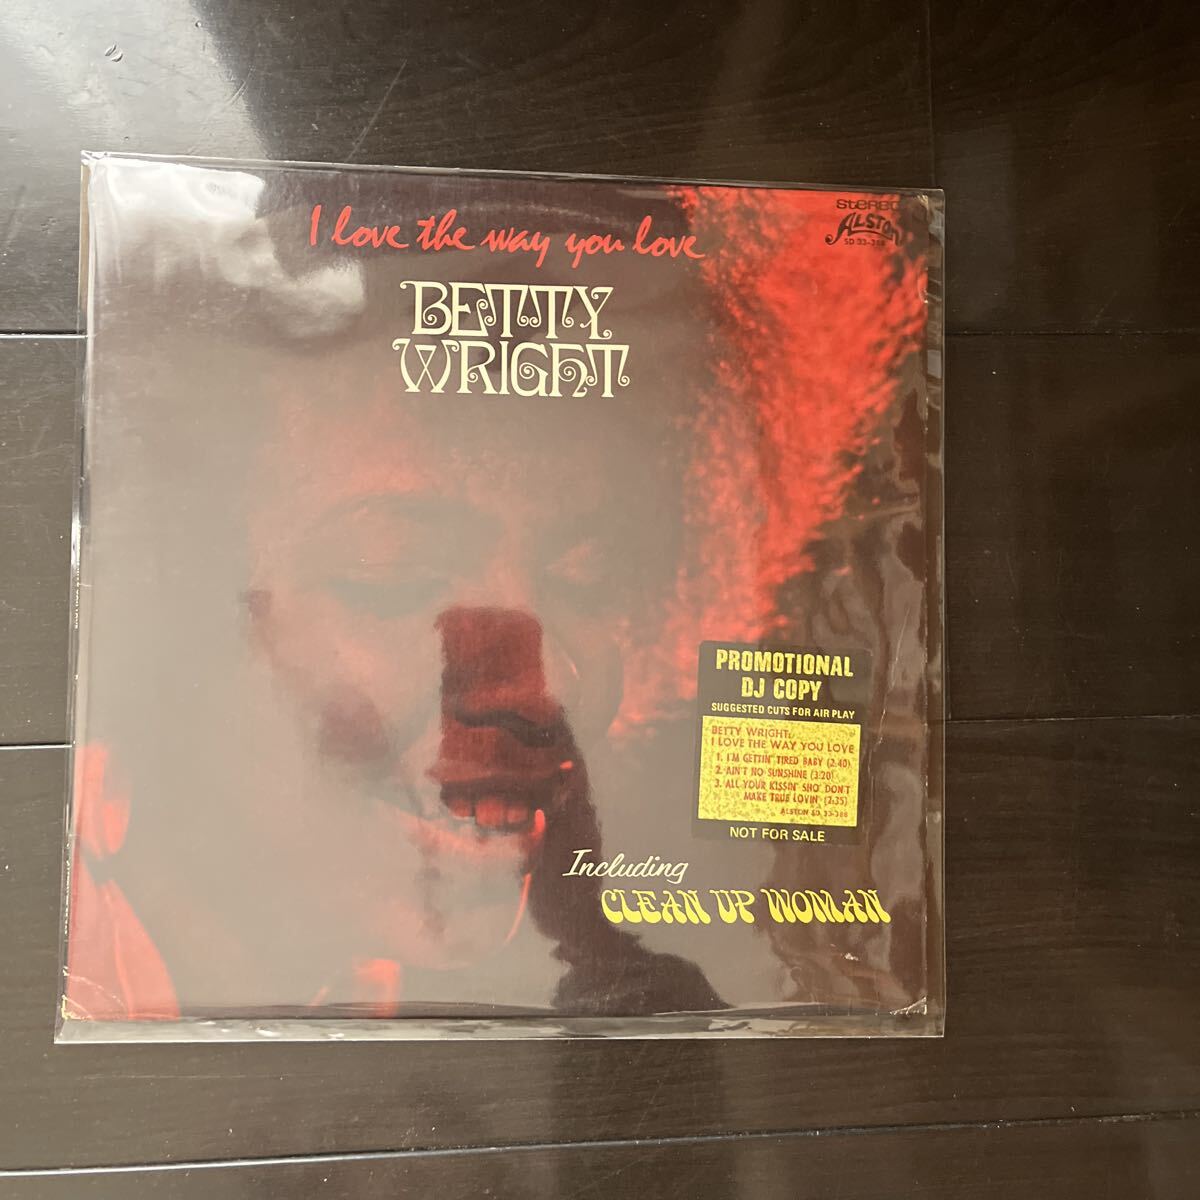 I love the way you love
STEREO
ALSTON
SD 33-388
BETTY
WRIGHT
PROMOTIONAL
DJ COPY
SUGGESTED CUTS FOR AIR PLAY
BETTY WRIGHT:
I LOVE THE WAY YOU LOVE
1. I'M GETTIN' TIRED BABY (2:40)
2. AIN'T NO SUNSHINE (3:20)
3. ALL YOUR KISSIN' SHO' DON'T
MAKE TRUE LOVIN' (2:35)
ALSTON SD 33-388
NOT FOR SALE
Including
CLEAN UP WOMAN